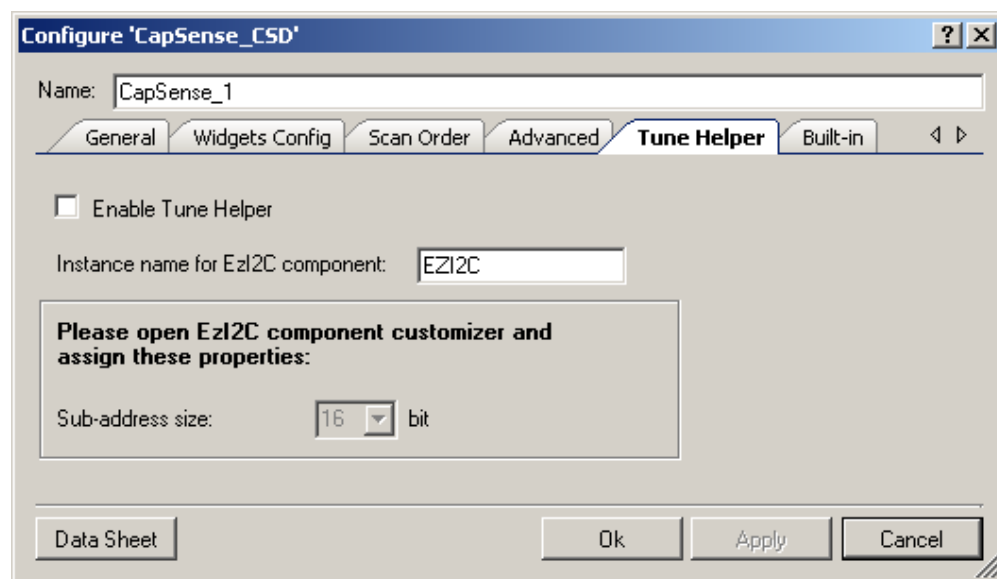 Configure 'CapSense_CSD'
?
Name: CapSense_1
General Widgets Config Scan Order Advanced Tune Helper Built-in
Enable Tune Helper
Instance name for EzI2C component: EZI2C
Please open EzI2C component customizer and
assign these properties:
Sub-address size: 16 bit
Data Sheet Ok Apply Cancel